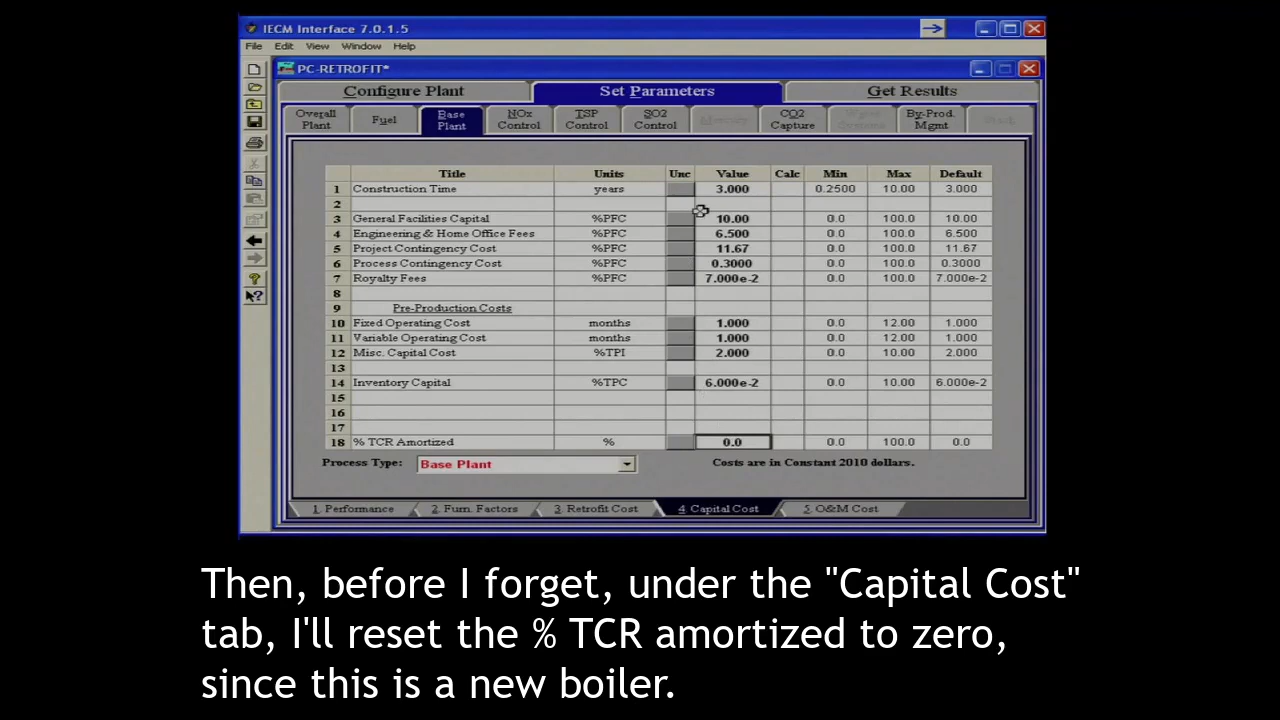 IECM Interface 7.0.1.5
File Edit View Window Help
PC-RETROFIT*
Configure Plant Set Parameters Get Results
Overall Plant Fuel Base Plant NOx Control TSP Control SO2 Control Mercury CO2 Capture Water Systems By-Prod. Mgmt Stack
Title Units Unc Value Calc Min Max Default
1 Construction Time years 3.000 0.2500 10.00 3.000
2
3 General Facilities Capital %PFC 10.00 0.0 100.0 10.00
4 Engineering & Home Office Fees %PFC 6.500 0.0 100.0 6.500
5 Project Contingency Cost %PFC 11.67 0.0 100.0 11.67
6 Process Contingency Cost %PFC 0.3000 0.0 100.0 0.3000
7 Royalty Fees %PFC 7.000e-2 0.0 100.0 7.000e-2
8
9 Pre-Production Costs
10 Fixed Operating Cost months 1.000 0.0 12.00 1.000
11 Variable Operating Cost months 1.000 0.0 12.00 1.000
12 Misc. Capital Cost %TPI 2.000 0.0 10.00 2.000
13
14 Inventory Capital %TPC 6.000e-2 0.0 10.00 6.000e-2
15
16
17
18 % TCR Amortized % 0.0 0.0 100.0 0.0
Process Type: Base Plant Costs are in Constant 2010 dollars.
1. Performance 2. Furn. Factors 3. Retrofit Cost 4. Capital Cost 5. O&M Cost
Then, before I forget, under the "Capital Cost"
tab, I'll reset the % TCR amortized to zero,
since this is a new boiler.